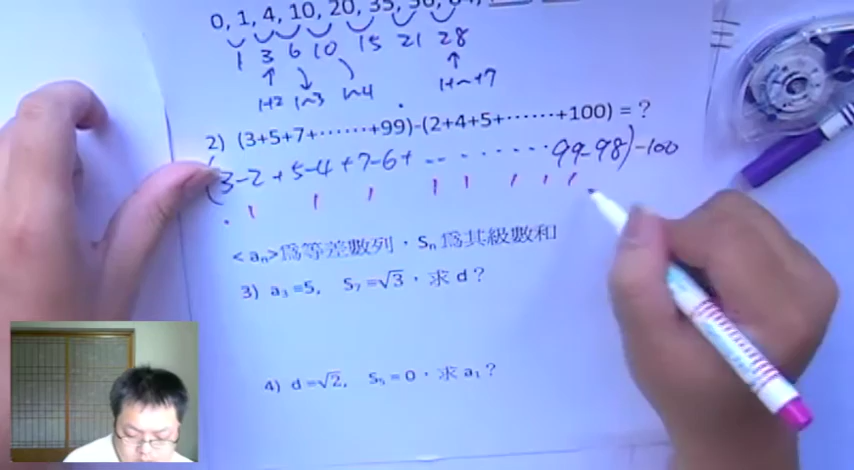 0, 1, 4, 10, 20, 35, 56, 84,
1 3 6 10 15 21 28
1+2 1~3 1~4 1+~+7
2) (3+5+7+⋯⋯+99)-(2+4+5+⋯⋯+100) = ?
(3-2 + 5-4 + 7-6 + ⋯⋯ 99-98) -100
1 1 1 1 1 1 1 1
<aₙ>為等差數列,Sₙ為其級數和
3) a₃=5, S₇=√3,求 d?
4) d=√2, S₅=0,求 a₁?